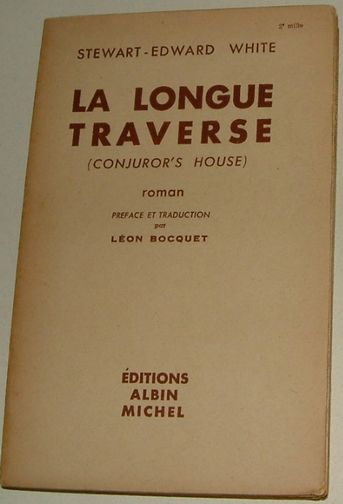 2e mille
STEWART-EDWARD WHITE
LA LONGUE
TRAVERSE
(CONJUROR'S HOUSE)
roman
PREFACE ET TRADUCTION
par
LÉON BOCQUET
ÉDITIONS
ALBIN
MICHEL